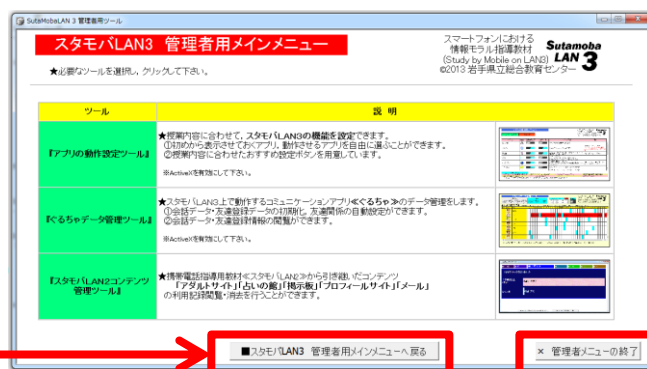 SutaMobaLAN 3 管理者用ツール
スタモバLAN3 管理者用メインメニュー
スマートフォンにおける
情報モラル指導教材
(Study by Mobile on LAN3)
©2013 岩手県立総合教育センター
Sutamoba
LAN 3
★必要なツールを選択し、クリックして下さい。
ツール
説 明
『アプリの動作設定ツール』
★授業内容に合わせて，スタモバLAN3の機能を設定できます。
①初めから表示させておくアプリ，動作させるアプリを自由に選ぶことができます。
②授業内容に合わせたおすすめ設定ボタンを用意しています。
※ActiveXを有効にして下さい。
『ぐるちゃデータ管理ツール』
★スタモバLAN3上で動作するコミュニケーションアプリ≪ぐるちゃ≫のデータ管理をします。
①会話データ・友達登録データの初期化，友達関係の自動設定ができます。
②会話データ・友達登録情報の閲覧ができます。
※ActiveXを有効にして下さい。
『スタモバLAN2コンテンツ
管理ツール』
★携帯電話指導用教材≪スタモバLAN2≫から引き継いだコンテンツ
「アダルトサイト」「占いの館」「掲示板」「プロフィールサイト」「メール」
の利用記録閲覧・消去を行うことができます。
■スタモバLAN3 管理者用メインメニューへ戻る
× 管理者メニューの終了